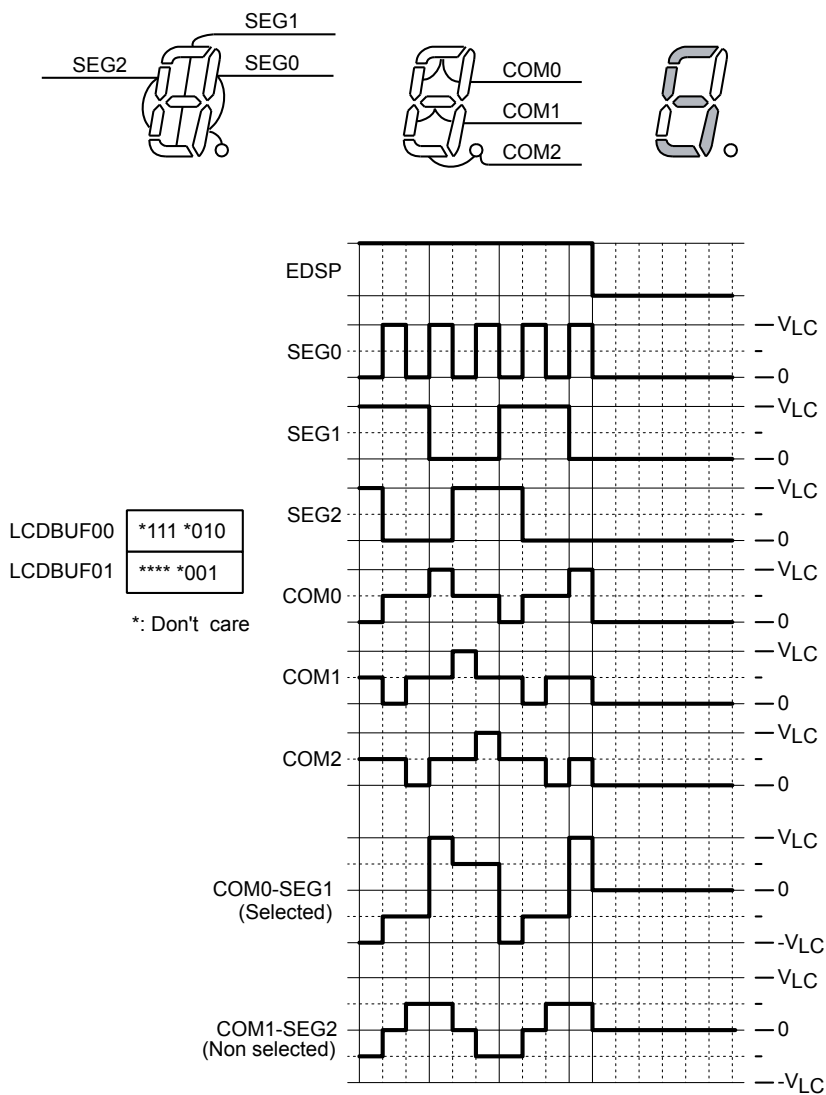 SEG1
SEG2
SEG0
COM0
COM1
COM2
EDSP
VLC
SEG0
0
VLC
SEG1
0
VLC
SEG2
0
LCDBUF00 *111 *010
LCDBUF01 **** *001
*: Don't care
VLC
COM0
0
VLC
COM1
0
VLC
COM2
0
VLC
COM0-SEG1
(Selected)
0
-VLC
VLC
COM1-SEG2
(Non selected)
0
-VLC